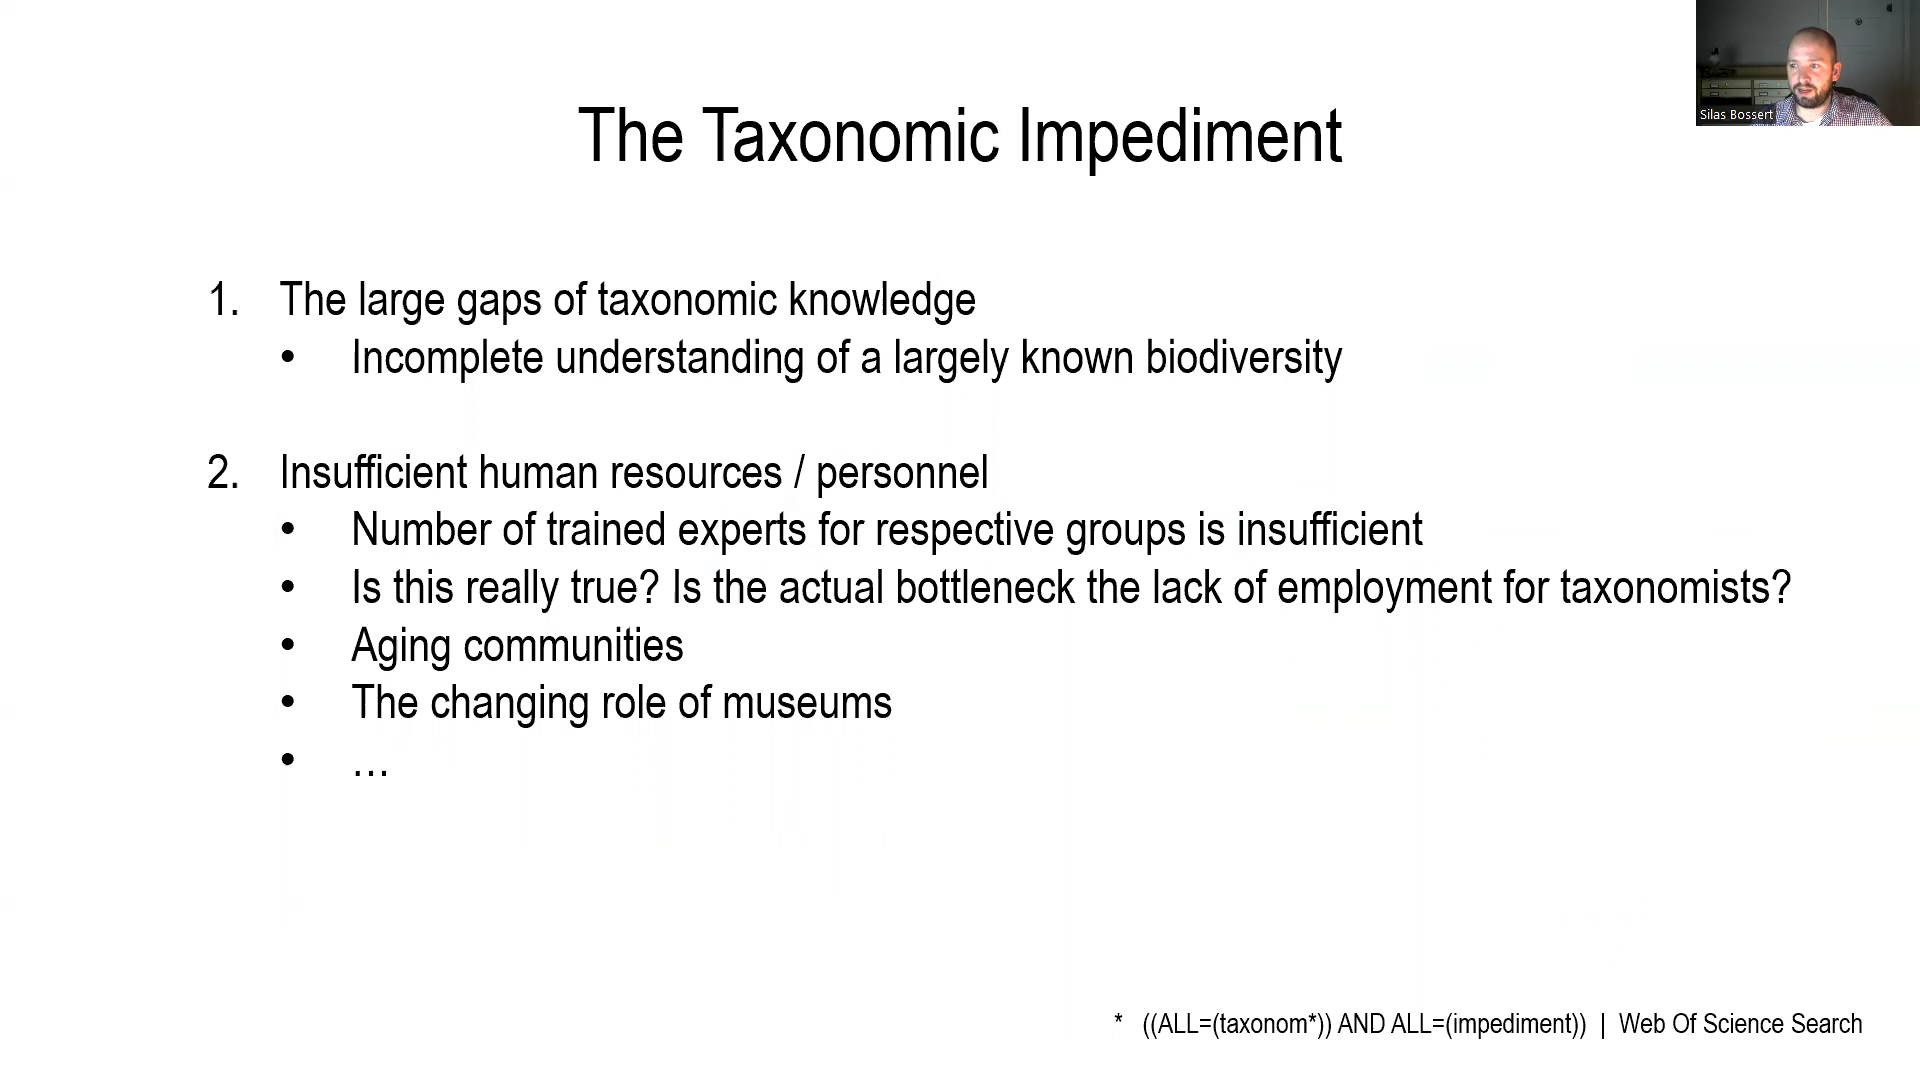 Silas Bossert
The Taxonomic Impediment
1. The large gaps of taxonomic knowledge
• Incomplete understanding of a largely known biodiversity
2. Insufficient human resources / personnel
• Number of trained experts for respective groups is insufficient
• Is this really true? Is the actual bottleneck the lack of employment for taxonomists?
• Aging communities
• The changing role of museums
• …
* ((ALL=(taxonom*)) AND ALL=(impediment)) | Web Of Science Search